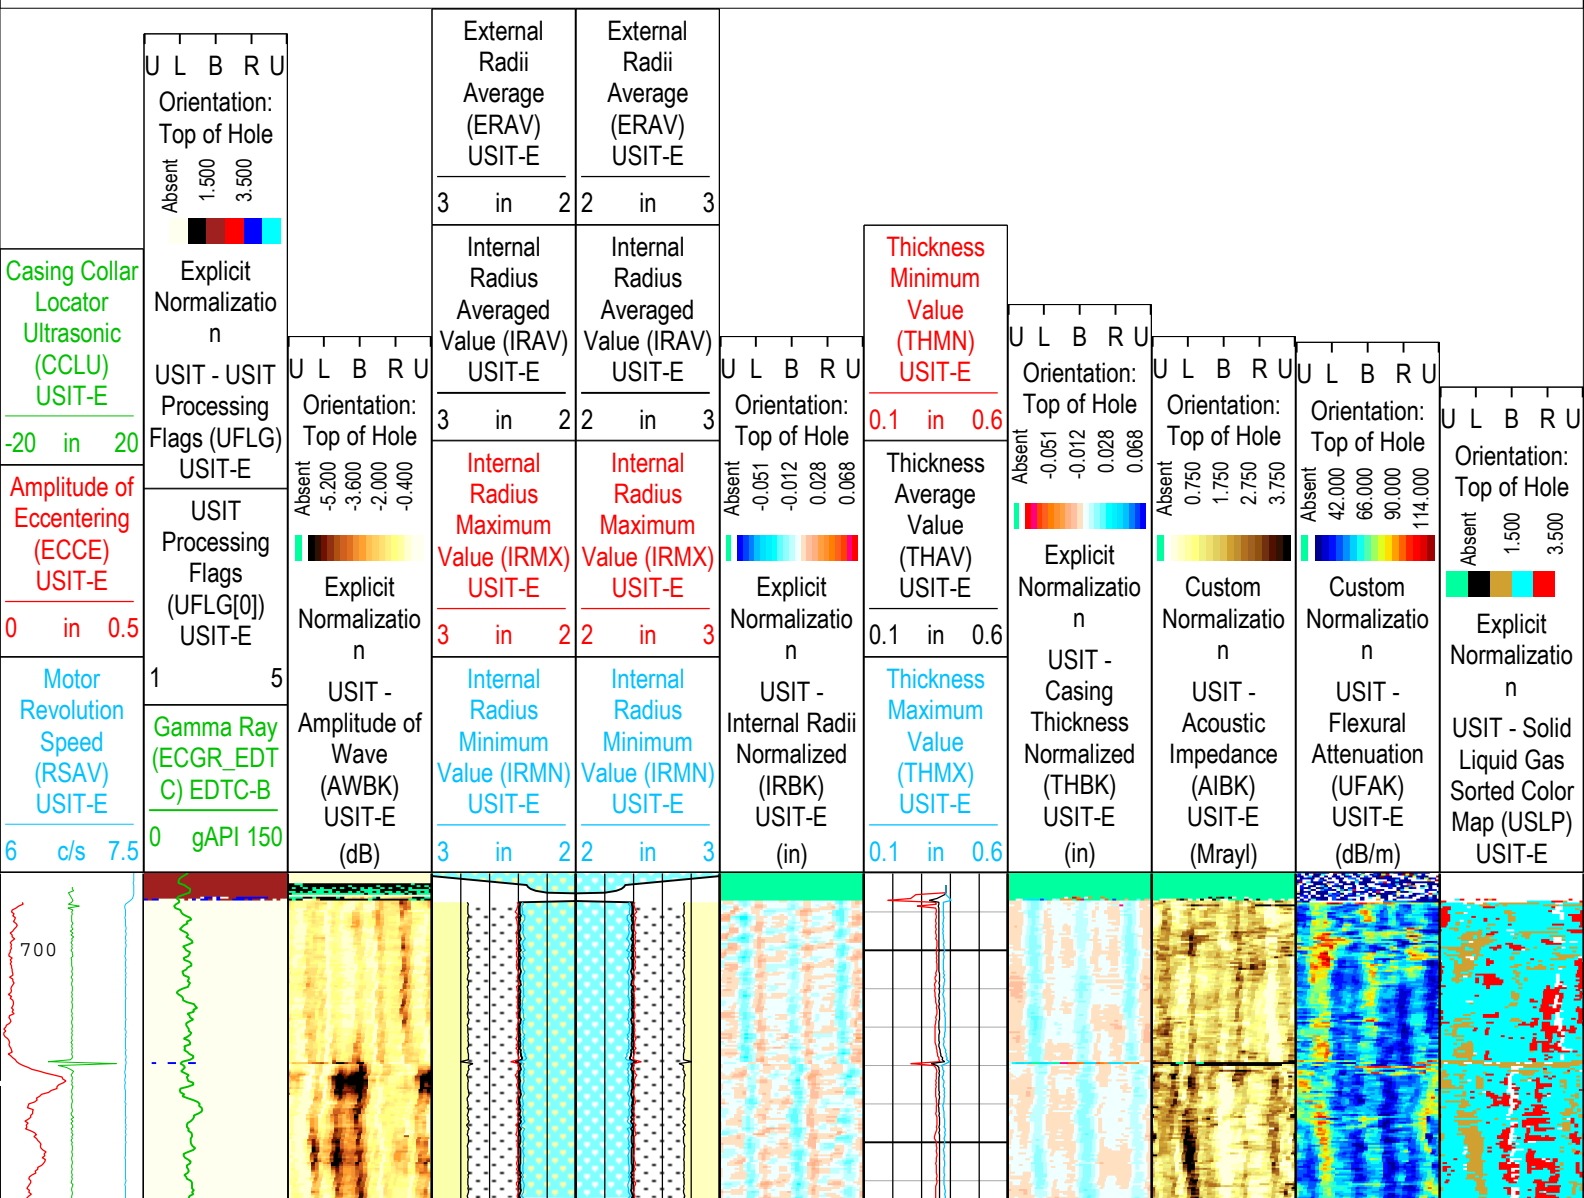 Casing Collar
Locator
Ultrasonic
(CCLU)
USIT-E
-20 in 20
Amplitude of
Eccentering
(ECCE)
USIT-E
0 in 0.5
Motor
Revolution
Speed
(RSAV)
USIT-E
6 c/s 7.5
700
U L B R U
Orientation:
Top of Hole
Absent
1.500
3.500
Explicit
Normalizatio
n
USIT - USIT
Processing
Flags (UFLG)
USIT-E
USIT
Processing
Flags
(UFLG[0])
USIT-E
1 5
Gamma Ray
(ECGR_EDT
C) EDTC-B
0 gAPI 150
U L B R U
Orientation:
Top of Hole
Absent
-5.200
-3.600
-2.000
-0.400
Explicit
Normalizatio
n
USIT -
Amplitude of
Wave
(AWBK)
USIT-E
(dB)
External
Radii
Average
(ERAV)
USIT-E
3 in 2
Internal
Radius
Averaged
Value (IRAV)
USIT-E
3 in 2
Internal
Radius
Maximum
Value (IRMX)
USIT-E
3 in 2
Internal
Radius
Minimum
Value (IRMN)
USIT-E
3 in 2
External
Radii
Average
(ERAV)
USIT-E
2 in 3
Internal
Radius
Averaged
Value (IRAV)
USIT-E
2 in 3
Internal
Radius
Maximum
Value (IRMX)
USIT-E
2 in 3
Internal
Radius
Minimum
Value (IRMN)
USIT-E
2 in 3
U L B R U
Orientation:
Top of Hole
Absent
-0.051
-0.012
0.028
0.068
Explicit
Normalizatio
n
USIT -
Internal Radii
Normalized
(IRBK)
USIT-E
(in)
Thickness
Minimum
Value
(THMN)
USIT-E
0.1 in 0.6
Thickness
Average
Value
(THAV)
USIT-E
0.1 in 0.6
Thickness
Maximum
Value
(THMX)
USIT-E
0.1 in 0.6
U L B R U
Orientation:
Top of Hole
Absent
-0.051
-0.012
0.028
0.068
Explicit
Normalizatio
n
USIT -
Casing
Thickness
Normalized
(THBK)
USIT-E
(in)
U L B R U
Orientation:
Top of Hole
Absent
0.750
1.750
2.750
3.750
Custom
Normalizatio
n
USIT -
Acoustic
Impedance
(AIBK)
USIT-E
(Mrayl)
U L B R U
Orientation:
Top of Hole
Absent
42.000
66.000
90.000
114.000
Custom
Normalizatio
n
USIT -
Flexural
Attenuation
(UFAK)
USIT-E
(dB/m)
U L B R U
Orientation:
Top of Hole
Absent
1.500
3.500
Explicit
Normalizatio
n
USIT - Solid
Liquid Gas
Sorted Color
Map (USLP)
USIT-E